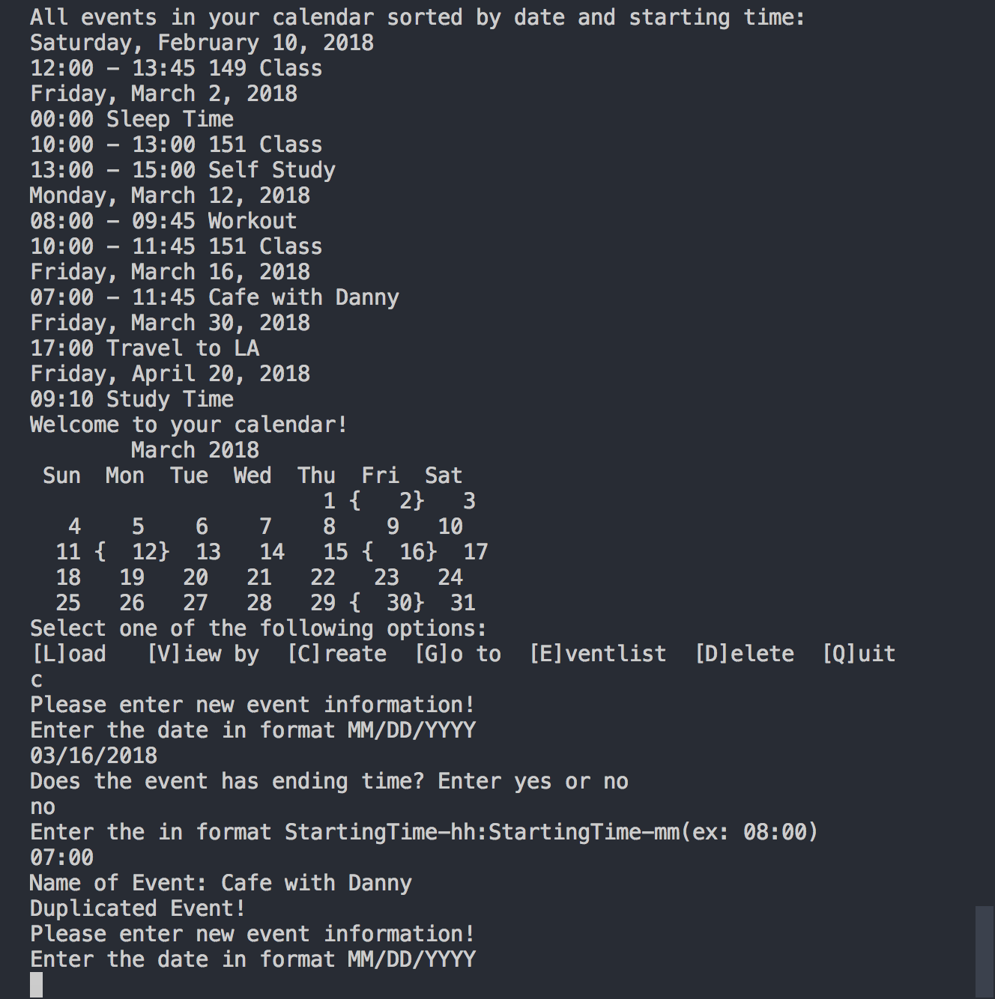 All events in your calendar sorted by date and starting time:
Saturday, February 10, 2018
12:00 - 13:45 149 Class
Friday, March 2, 2018
00:00 Sleep Time
10:00 - 13:00 151 Class
13:00 - 15:00 Self Study
Monday, March 12, 2018
08:00 - 09:45 Workout
10:00 - 11:45 151 Class
Friday, March 16, 2018
07:00 - 11:45 Cafe with Danny
Friday, March 30, 2018
17:00 Travel to LA
Friday, April 20, 2018
09:10 Study Time
Welcome to your calendar!
        March 2018
 Sun  Mon  Tue  Wed  Thu  Fri  Sat
                       1 {   2}   3
   4    5    6    7    8    9   10
  11 {  12}  13   14   15 {  16}  17
  18   19   20   21   22   23   24
  25   26   27   28   29 {  30}  31
Select one of the following options:
[L]oad   [V]iew by  [C]reate  [G]o to  [E]ventlist  [D]elete  [Q]uit
c
Please enter new event information!
Enter the date in format MM/DD/YYYY
03/16/2018
Does the event has ending time? Enter yes or no
no
Enter the in format StartingTime-hh:StartingTime-mm(ex: 08:00)
07:00
Name of Event: Cafe with Danny
Duplicated Event!
Please enter new event information!
Enter the date in format MM/DD/YYYY